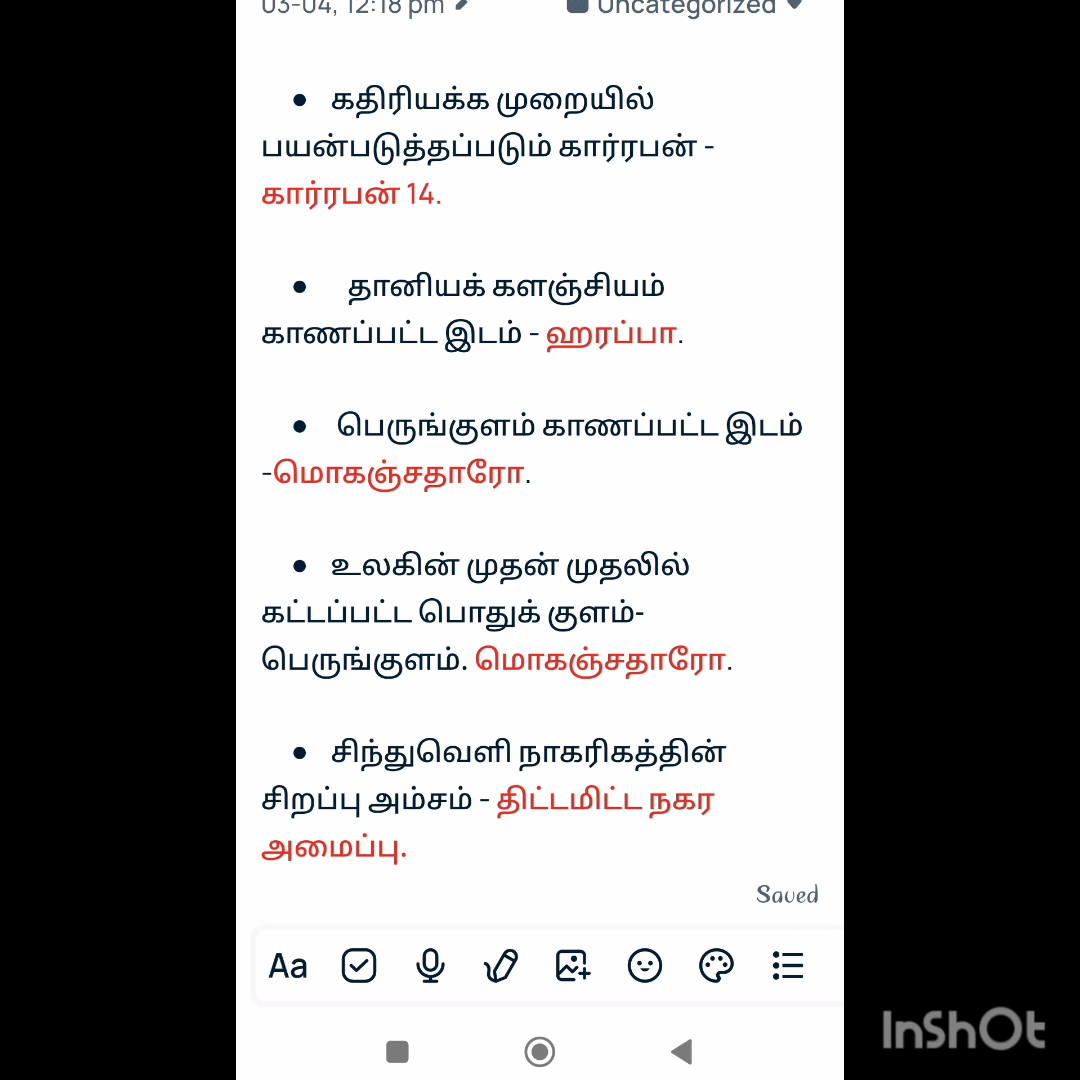 03-04, 12:18 pm Uncategorized
• கதிரியக்க முறையில்
பயன்படுத்தப்படும் கார்ரபன் -
கார்ரபன் 14.
• தானியக் களஞ்சியம்
காணப்பட்ட இடம் - ஹரப்பா.
• பெருங்குளம் காணப்பட்ட இடம்
-மொகஞ்சதாரோ.
• உலகின் முதன் முதலில்
கட்டப்பட்ட பொதுக் குளம்-
பெருங்குளம். மொகஞ்சதாரோ.
• சிந்துவெளி நாகரிகத்தின்
சிறப்பு அம்சம் - திட்டமிட்ட நகர
அமைப்பு.
Saved
Aa
InShOt